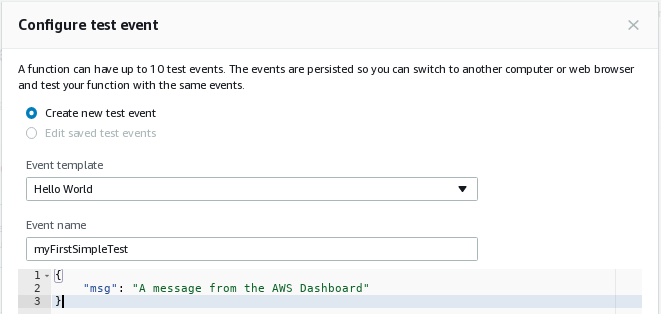 Configure test event
A function can have up to 10 test events. The events are persisted so you can switch to another computer or web browser
and test your function with the same events.
Create new test event
Edit saved test events
Event template
Hello World
Event name
myFirstSimpleTest
1 {
2 "msg": "A message from the AWS Dashboard"
3 }